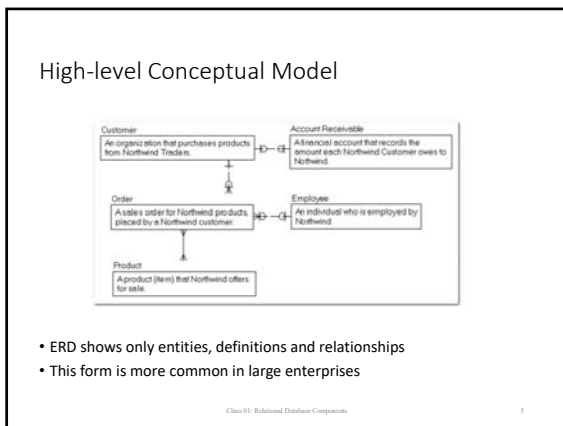 High-level Conceptual Model
Customer
An organization that purchases products
from Northwind Traders.
Account Receivable
A financial account that records the
amount each Northwind Customer owes to
Nothwind.
Order
A sales order for Northwind products,
placed by a Northwind customer.
Employee
An individual who is employed by
Northwind.
Product
A product (item) that Northwind offers
for sale.
• ERD shows only entities, definitions and relationships
• This form is more common in large enterprises
Class 01: Relational Database Components
5